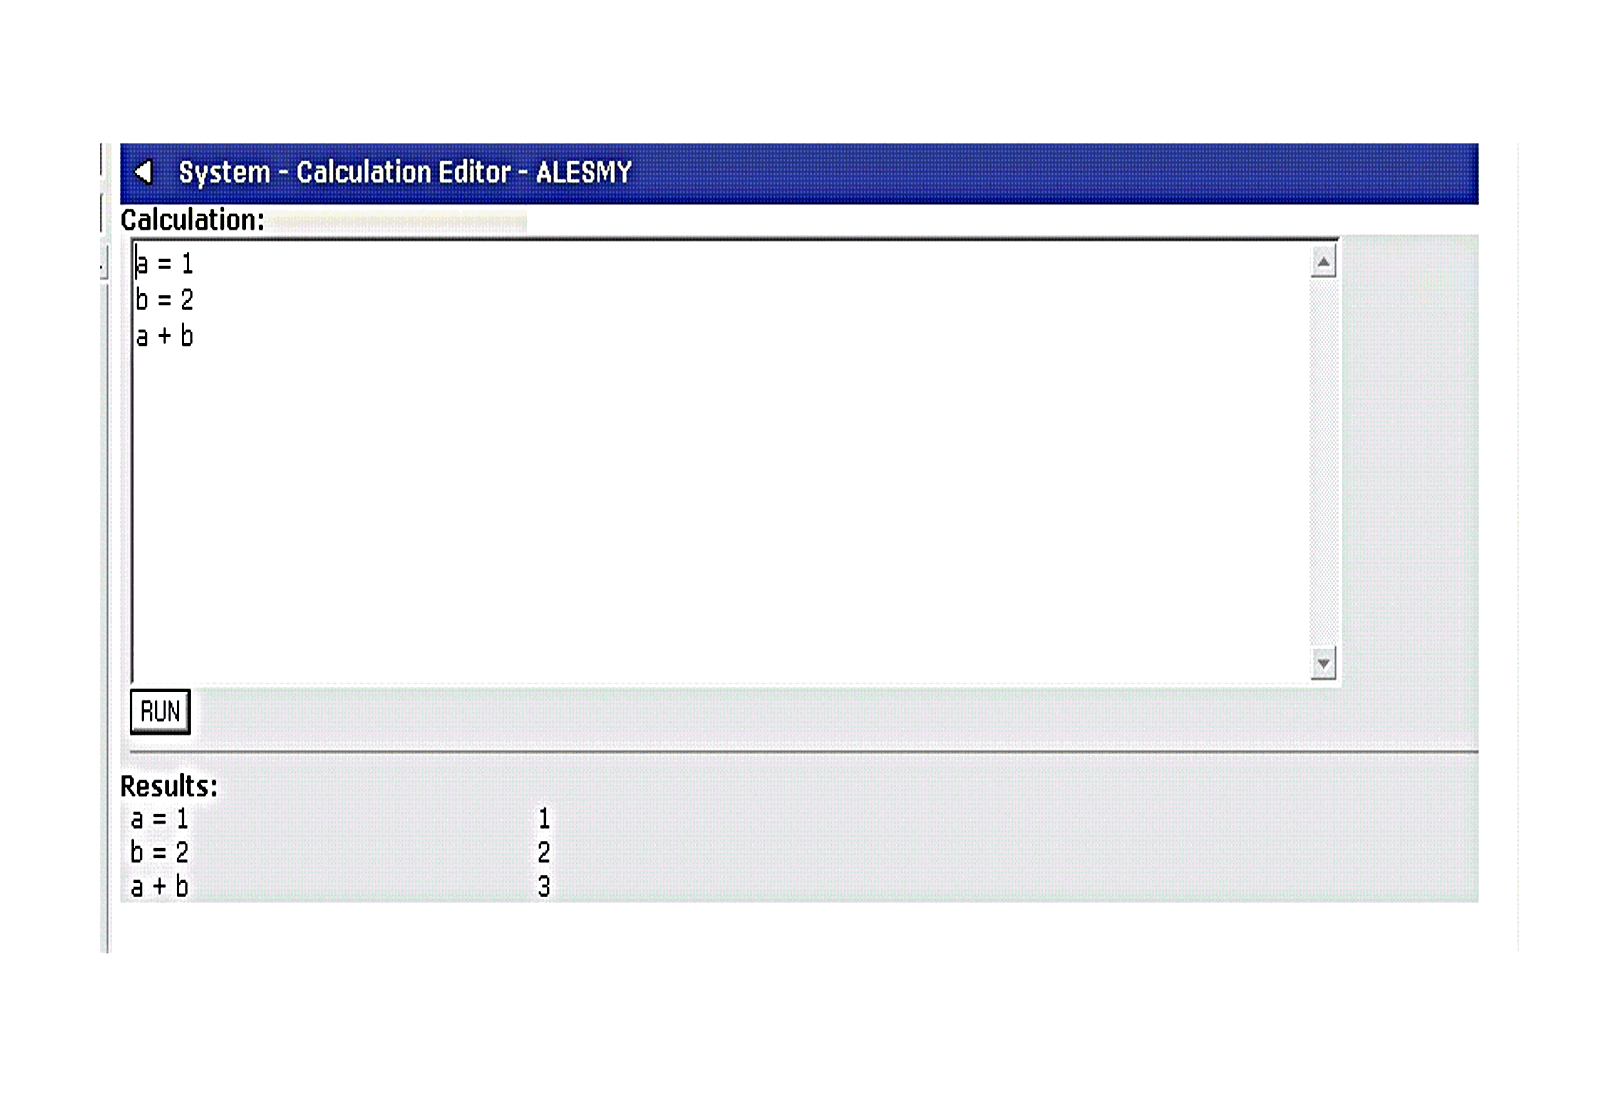 System - Calculation Editor - ALESMY
Calculation:
a = 1
b = 2
a + b
RUN
Results:
a = 1 1
b = 2 2
a + b 3